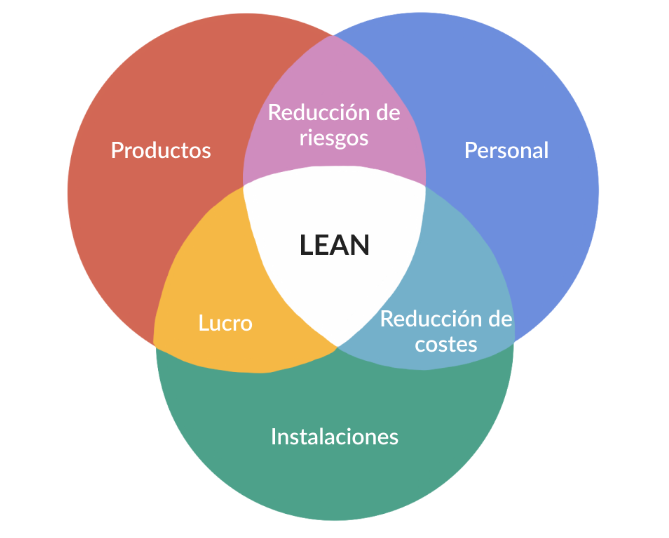 Reducción de
riesgos
Productos
Personal
LEAN
Lucro
Reducción de
costes
Instalaciones